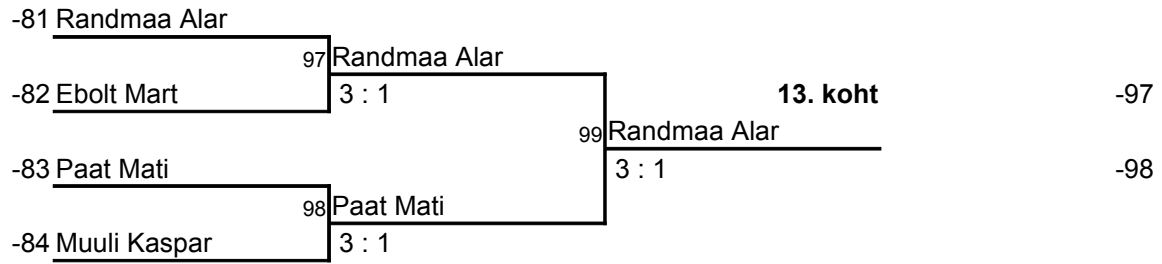 -81 Randmaa Alar
97 Randmaa Alar
-82 Ebolt Mart 3 : 1 13. koht -97
99 Randmaa Alar
-83 Paat Mati 3 : 1 -98
98 Paat Mati
-84 Muuli Kaspar 3 : 1